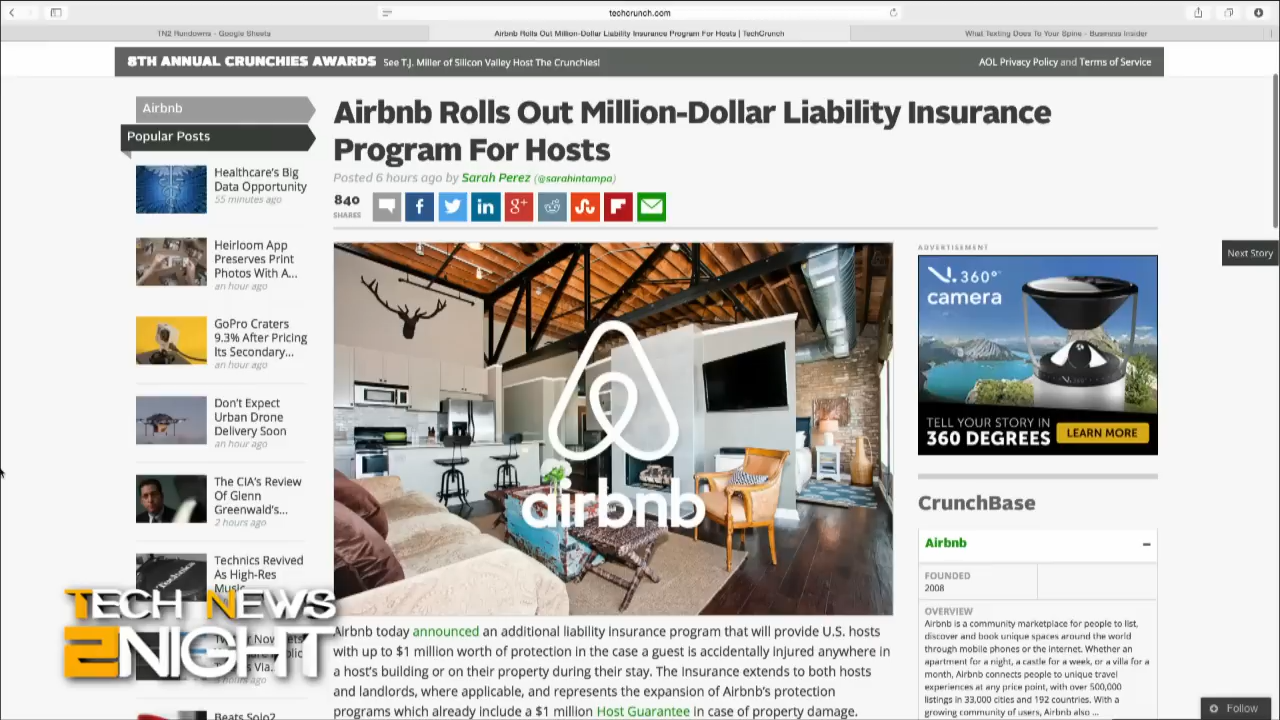 techcrunch.com
TN2 Rundowns - Google Sheets
Airbnb Rolls Out Million-Dollar Liability Insurance Program For Hosts | TechCrunch
What Texting Does To Your Spine - Business Insider
8TH ANNUAL CRUNCHIES AWARDS See T.J. Miller of Silicon Valley Host The Crunchies!
AOL Privacy Policy and Terms of Service
Airbnb
Popular Posts
Healthcare's Big
Data Opportunity
55 minutes ago
Heirloom App
Preserves Print
Photos With A...
an hour ago
GoPro Craters
9.3% After Pricing
Its Secondary...
an hour ago
Don't Expect
Urban Drone
Delivery Soon
an hour ago
The CIA's Review
Of Glenn
Greenwald's...
2 hours ago
Technics Revived
As High-Res
Music
Via.
hours ago
Beats Solo2
TECH NEWS
2NIGHT
Airbnb Rolls Out Million-Dollar Liability Insurance
Program For Hosts
Posted 6 hours ago by Sarah Perez (@sarahintampa)
840
SHARES
f
in
g+
airbnb
Airbnb today announced an additional liability insurance program that will provide U.S. hosts
with up to $1 million worth of protection in the case a guest is accidentally injured anywhere in
a host's building or on their property during their stay. The insurance extends to both hosts
and landlords, where applicable, and represents the expansion of Airbnb's protection
programs which already include a $1 million Host Guarantee in case of property damage.
ADVERTISEMENT
V.360°
camera
TELL YOUR STORY IN
360 DEGREES
LEARN MORE
Next Story
CrunchBase
Airbnb
FOUNDED
2008
OVERVIEW
Airbnb is a community marketplace for people to list,
discover and book unique spaces around the world
through mobile phones or the internet. Whether an
apartment for a night, a castle for a week, or a villa for a
month, Airbnb connects people to unique travel
experiences at any price point, with over 500,000
listings in 33,000 cities and 192 countries. With a
growing community of users, Airbnb also ...
Follow